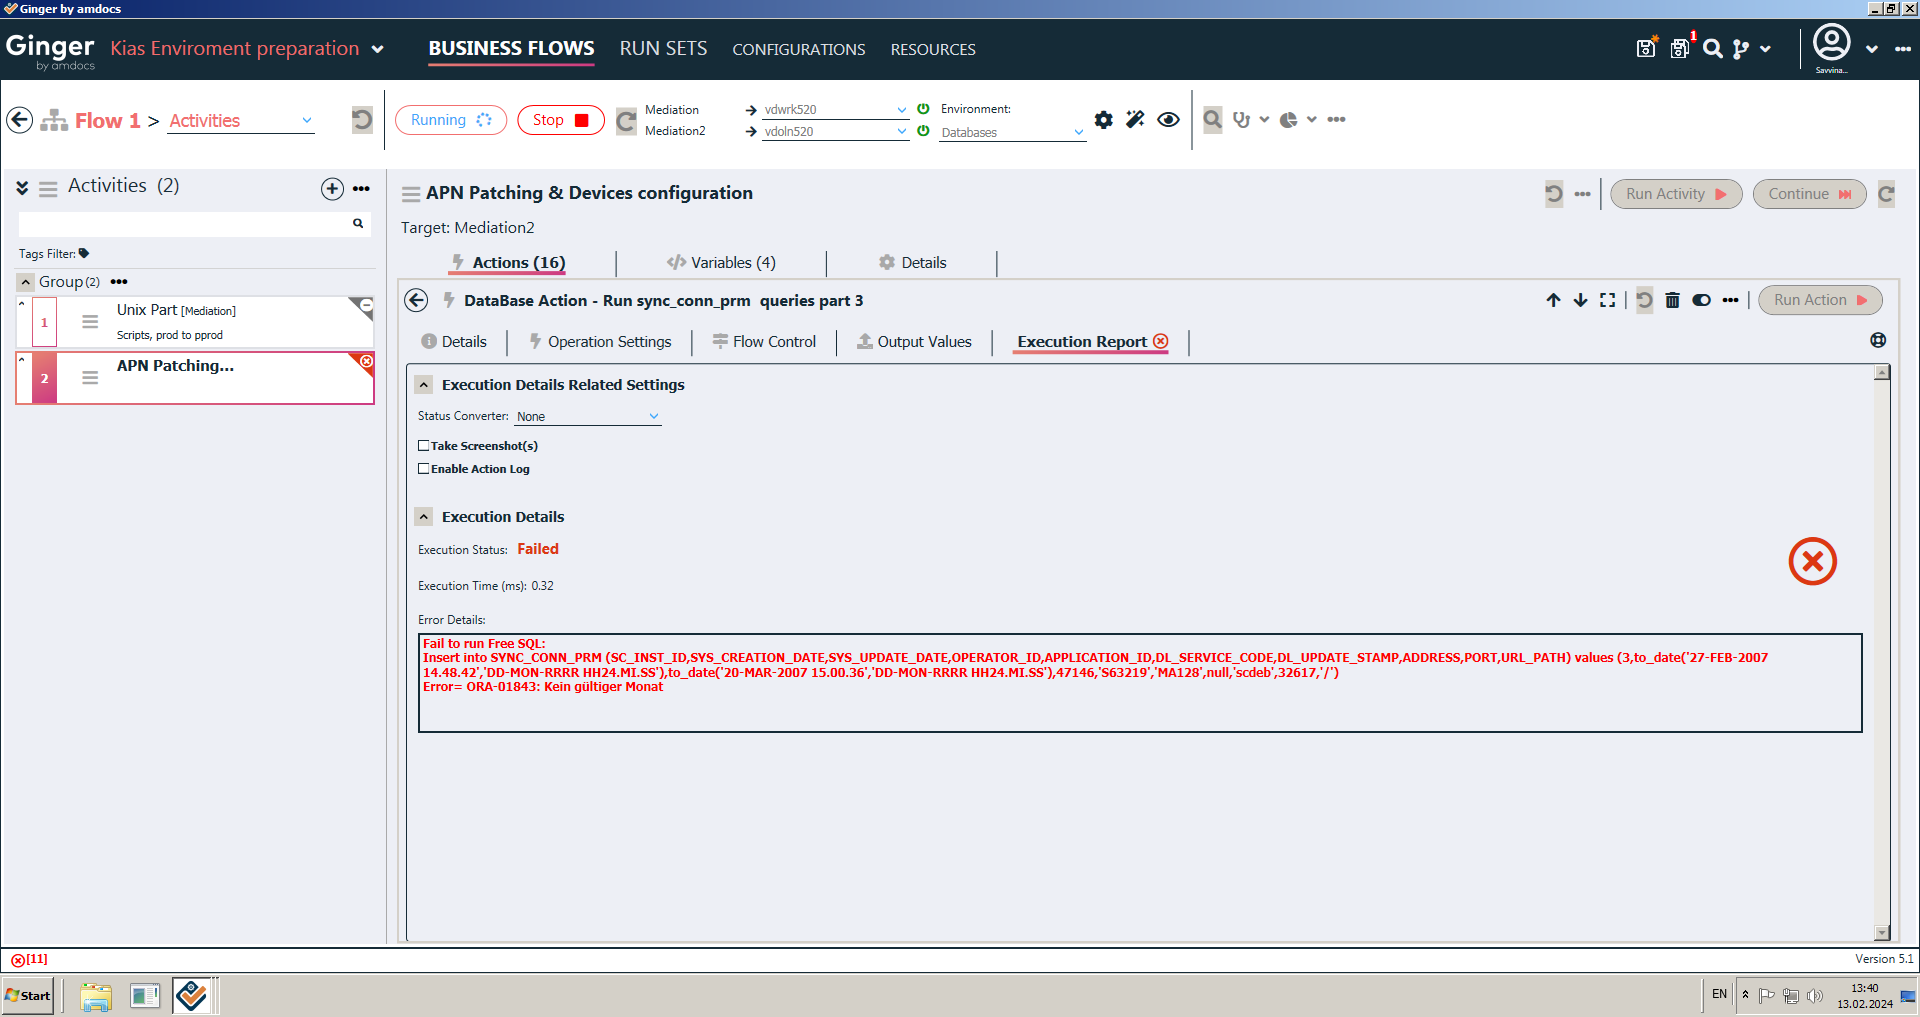 Ginger by amdocs
Ginger
by amdocs
Kias Enviroment preparation
BUSINESS FLOWS
RUN SETS
CONFIGURATIONS
RESOURCES
1
Savvina...
Flow 1 > Activities
Running
Stop
Mediation
vdwrk520
Mediation2
vdoln520
Environment:
Databases
Activities (2)
Tags Filter:
Group(2)
1
Unix Part [Mediation]
Scripts, prod to pprod
2
APN Patching...
APN Patching & Devices configuration
Run Activity
Continue
Target: Mediation2
Actions (16)
Variables (4)
Details
DataBase Action - Run sync_conn_prm queries part 3
Run Action
Details
Operation Settings
Flow Control
Output Values
Execution Report
Execution Details Related Settings
Status Converter: None
Take Screenshot(s)
Enable Action Log
Execution Details
Execution Status: Failed
Execution Time (ms): 0.32
Error Details:
Fail to run Free SQL:
Insert into SYNC_CONN_PRM (SC_INST_ID,SYS_CREATION_DATE,SYS_UPDATE_DATE,OPERATOR_ID,APPLICATION_ID,DL_SERVICE_CODE,DL_UPDATE_STAMP,ADDRESS,PORT,URL_PATH) values (3,to_date('27-FEB-2007
14.48.42','DD-MON-RRRR HH24.MI.SS'),to_date('20-MAR-2007 15.00.36','DD-MON-RRRR HH24.MI.SS'),47146,'S63219','MA128',null,'scdeb',32617,'/')
Error= ORA-01843: Kein gültiger Monat
[11]
Version 5.1
Start
EN
13:40
13.02.2024